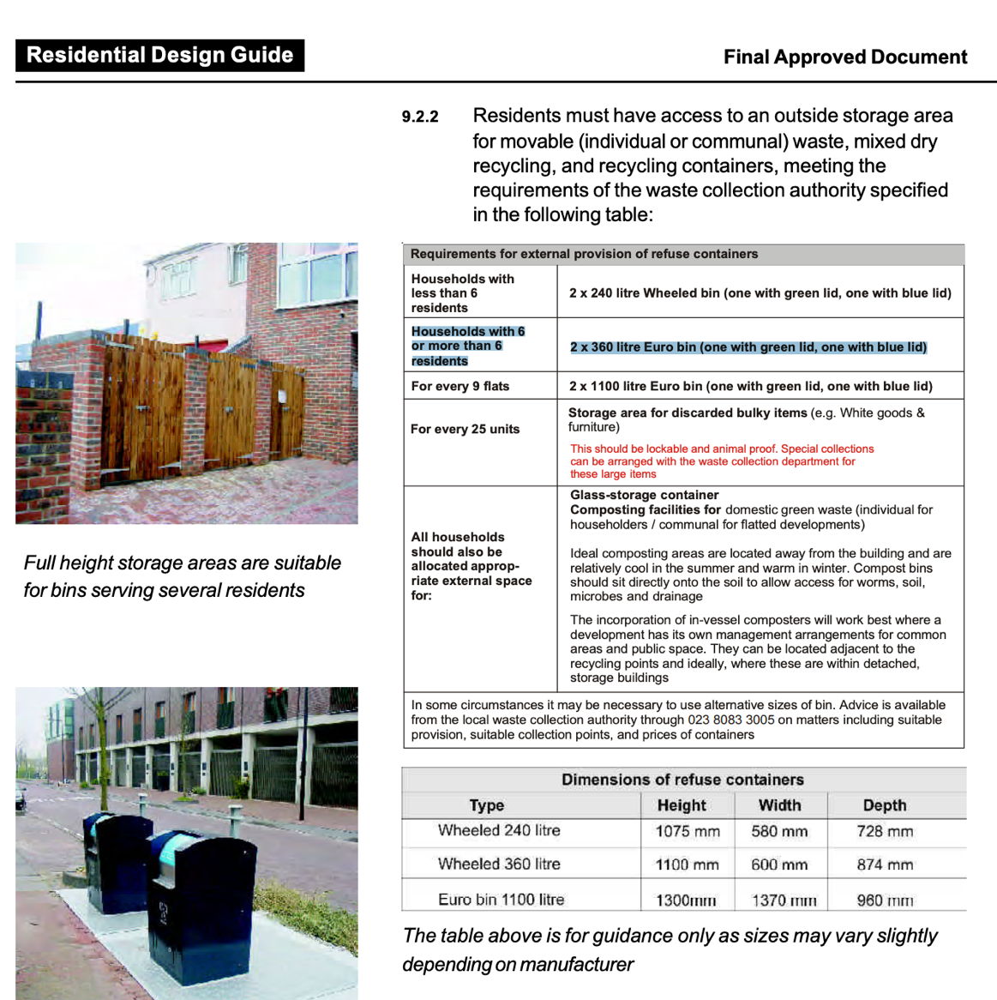 Residential Design Guide
Final Approved Document
9.2.2 Residents must have access to an outside storage area
for movable (individual or communal) waste, mixed dry
recycling, and recycling containers, meeting the
requirements of the waste collection authority specified
in the following table:
Requirements for external provision of refuse containers
Households with
less than 6
residents
2 x 240 litre Wheeled bin (one with green lid, one with blue lid)
Households with 6
or more than 6
residents
2 x 360 litre Euro bin (one with green lid, one with blue lid)
For every 9 flats
2 x 1100 litre Euro bin (one with green lid, one with blue lid)
For every 25 units
Storage area for discarded bulky items (e.g. White goods &
furniture)
This should be lockable and animal proof. Special collections
can be arranged with the waste collection department for
these large items
All households
should also be
allocated approp-
riate external space
for:
Glass-storage container
Composting facilities for domestic green waste (individual for
householders / communal for flatted developments)
Ideal composting areas are located away from the building and are
relatively cool in the summer and warm in winter. Compost bins
should sit directly onto the soil to allow access for worms, soil,
microbes and drainage
The incorporation of in-vessel composters will work best where a
development has its own management arrangements for common
areas and public space. They can be located adjacent to the
recycling points and ideally, where these are within detached,
storage buildings
In some circumstances it may be necessary to use alternative sizes of bin. Advice is available
from the local waste collection authority through 023 8083 3005 on matters including suitable
provision, suitable collection points, and prices of containers
Full height storage areas are suitable
for bins serving several residents
Dimensions of refuse containers
Type Height Width Depth
Wheeled 240 litre 1075 mm 580 mm 728 mm
Wheeled 360 litre 1100 mm 600 mm 874 mm
Euro bin 1100 litre 1300mm 1370 mm 960 mm
The table above is for guidance only as sizes may vary slightly
depending on manufacturer